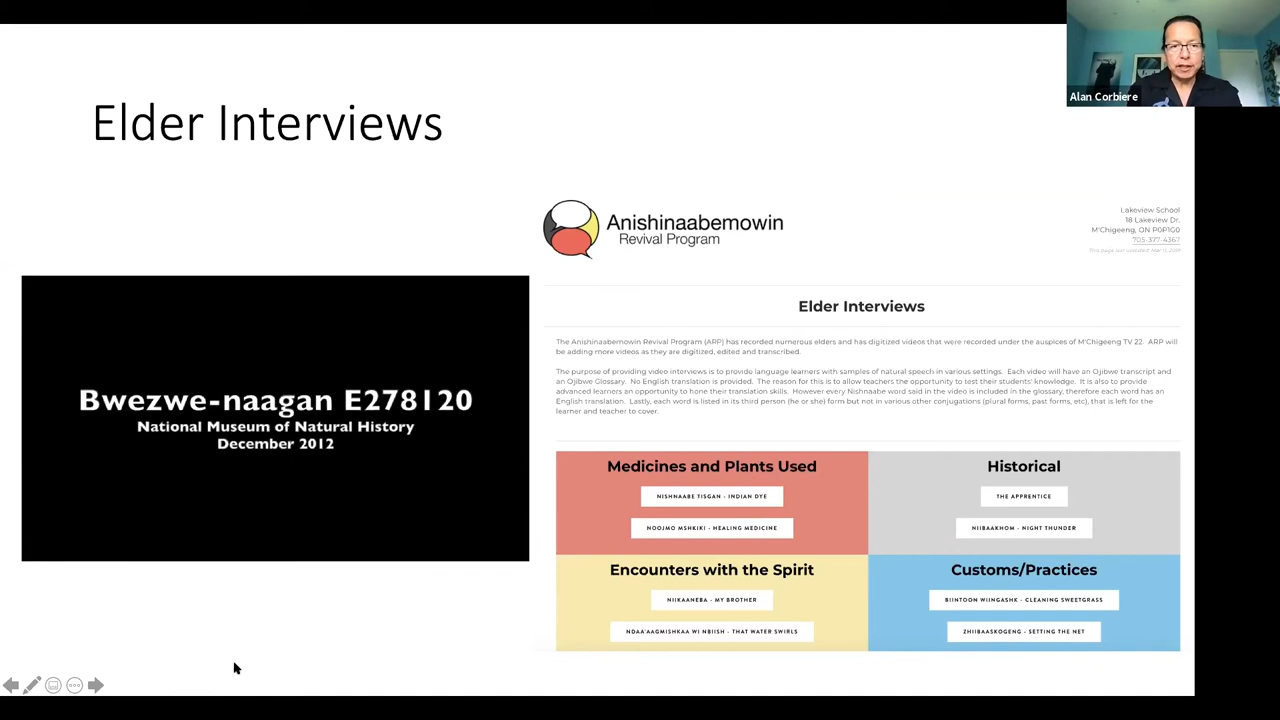 Alan Corbiere
Elder Interviews
Anishinaabemowin
Revival Program
Lakeview School
18 Lakeview Dr.
M'Chigeeng, ON P0P1G0
705-377-4367
Elder Interviews
The Anishinaabemowin Revival Program (ARP) has recorded numerous elders and has digitized videos that were recorded under the auspices of M'Chigeeng TV 22. ARP will
be adding more videos as they are digitized, edited and transcribed.
The purpose of providing video interviews is to provide language learners with samples of natural speech in various settings. Each video will have an Ojibwe transcript and
an Ojibwe Glossary. No English translation is provided. The reason for this is to allow teachers the opportunity to test their students' knowledge. It is also to provide
advanced learners an opportunity to hone their translation skills. However every Nishnaabe word said in the video is included in the glossary, therefore each word has an
English translation. Lastly, each word is listed in its third person (he or she) form but not in various other conjugations (plural forms, past forms, etc), that is left for the
learner and teacher to cover.
Bwezwe-naagan E278120
National Museum of Natural History
December 2012
Medicines and Plants Used
NISHNAABE TISGAN - INDIAN DYE
NOOJMO MSHKIKI - HEALING MEDICINE
Historical
THE APPRENTICE
NIIBAAKHOM - NIGHT THUNDER
Encounters with the Spirit
NIIKAANEBA - MY BROTHER
NDAA'AAGMISHKAA WI NBIISH - THAT WATER SWIRLS
Customs/Practices
BIINTOON WIINGASHK - CLEANING SWEETGRASS
ZHIIBAASKOGENG - SETTING THE NET